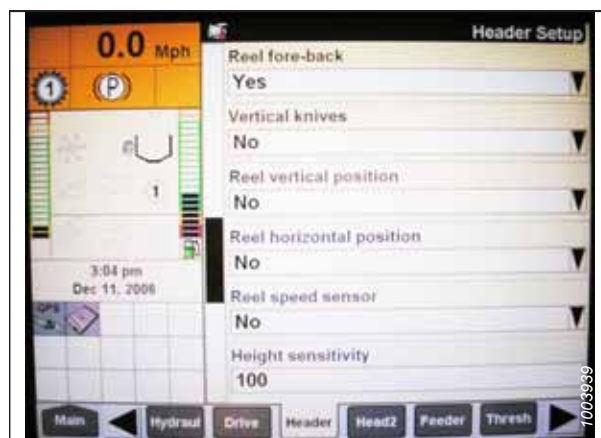 0.0 Mph
1
P
1
3:04 pm
Dec 11, 2006
GPS
Header Setup
Reel fore-back
Yes
Vertical knives
No
Reel vertical position
No
Reel horizontal position
No
Reel speed sensor
No
Height sensitivity
100
Main
Hydraul
Drive
Header
Head2
Feeder
Thresh
1003939